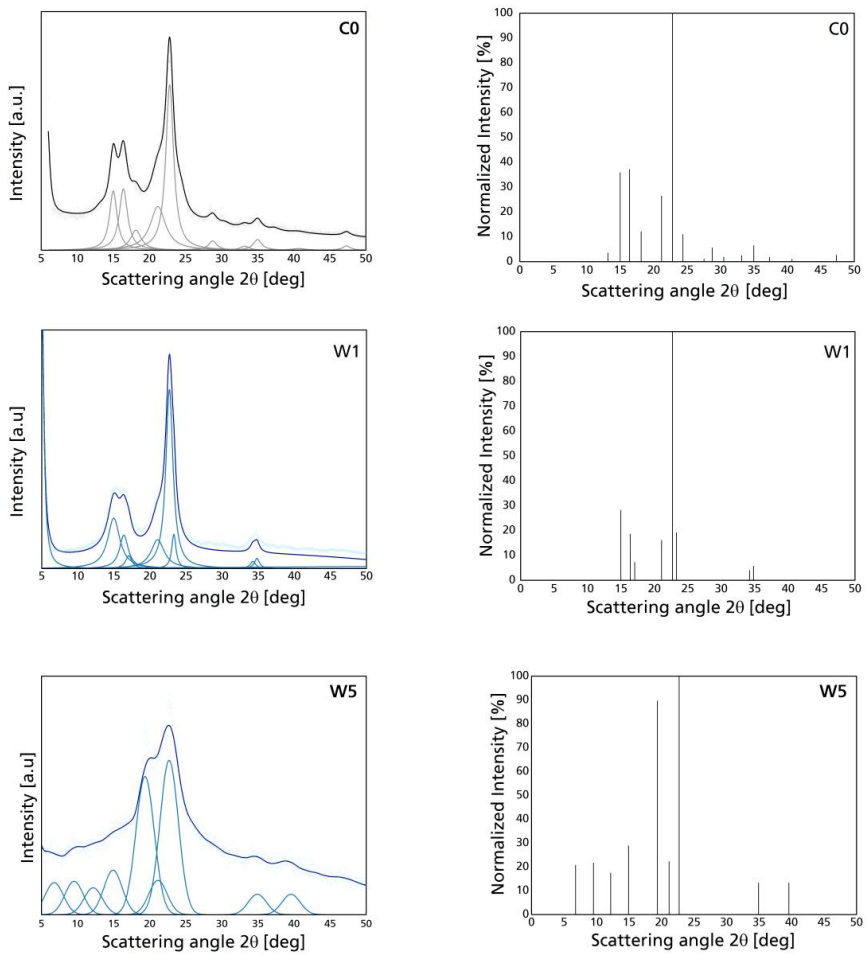 C0
Intensity [a.u.]
5 10 15 20 25 30 35 40 45 50
Scattering angle 2θ [deg]
C0
Normalized Intensity [%]
100
90
80
70
60
50
40
30
20
10
0
0 5 10 15 20 25 30 35 40 45 50
Scattering angle 2θ [deg]
W1
Intensity [a.u]
5 10 15 20 25 30 35 40 45 50
Scattering angle 2θ [deg]
W1
Normalized Intensity [%]
100
90
80
70
60
50
40
30
20
10
0
0 5 10 15 20 25 30 35 40 45 50
Scattering angle 2θ [deg]
W5
Intensity [a.u]
5 10 15 20 25 30 35 40 45 50
Scattering angle 2θ [deg]
W5
Normalized Intensity [%]
100
90
80
70
60
50
40
30
20
10
0
0 5 10 15 20 25 30 35 40 45 50
Scattering angle 2θ [deg]